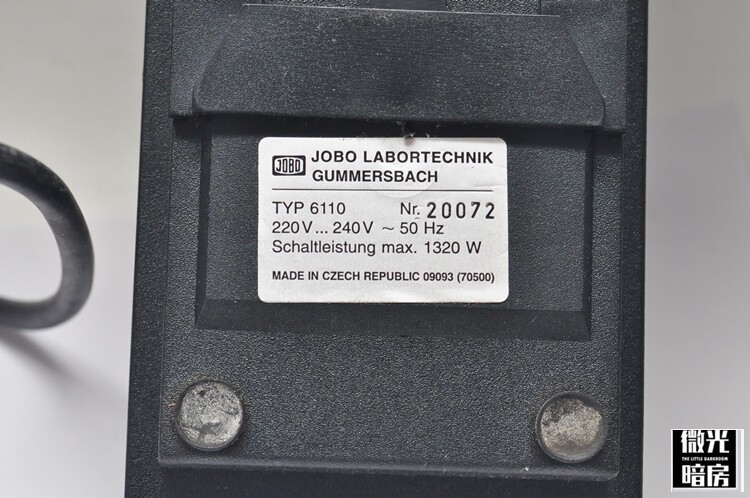 JOBO JOBO LABORTECHNIK
GUMMERSBACH
TYP 6110 Nr. 20072
220V... 240V ~ 50 Hz
Schaltleistung max. 1320 W
MADE IN CZECH REPUBLIC 09093 (70500)
微光
THE LITTLE DARKROOM
暗房